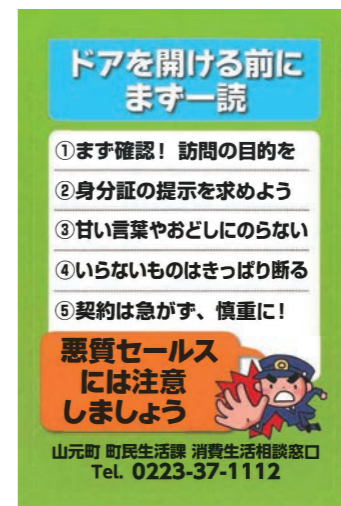 ドアを開ける前に
まず一読
①まず確認！ 訪問の目的を
②身分証の提示を求めよう
③甘い言葉やおどしにのらない
④いらないものはきっぱり断る
⑤契約は急がず、慎重に！
悪質セールス
には注意
しましょう
山元町 町民生活課 消費生活相談窓口
Tel. 0223-37-1112